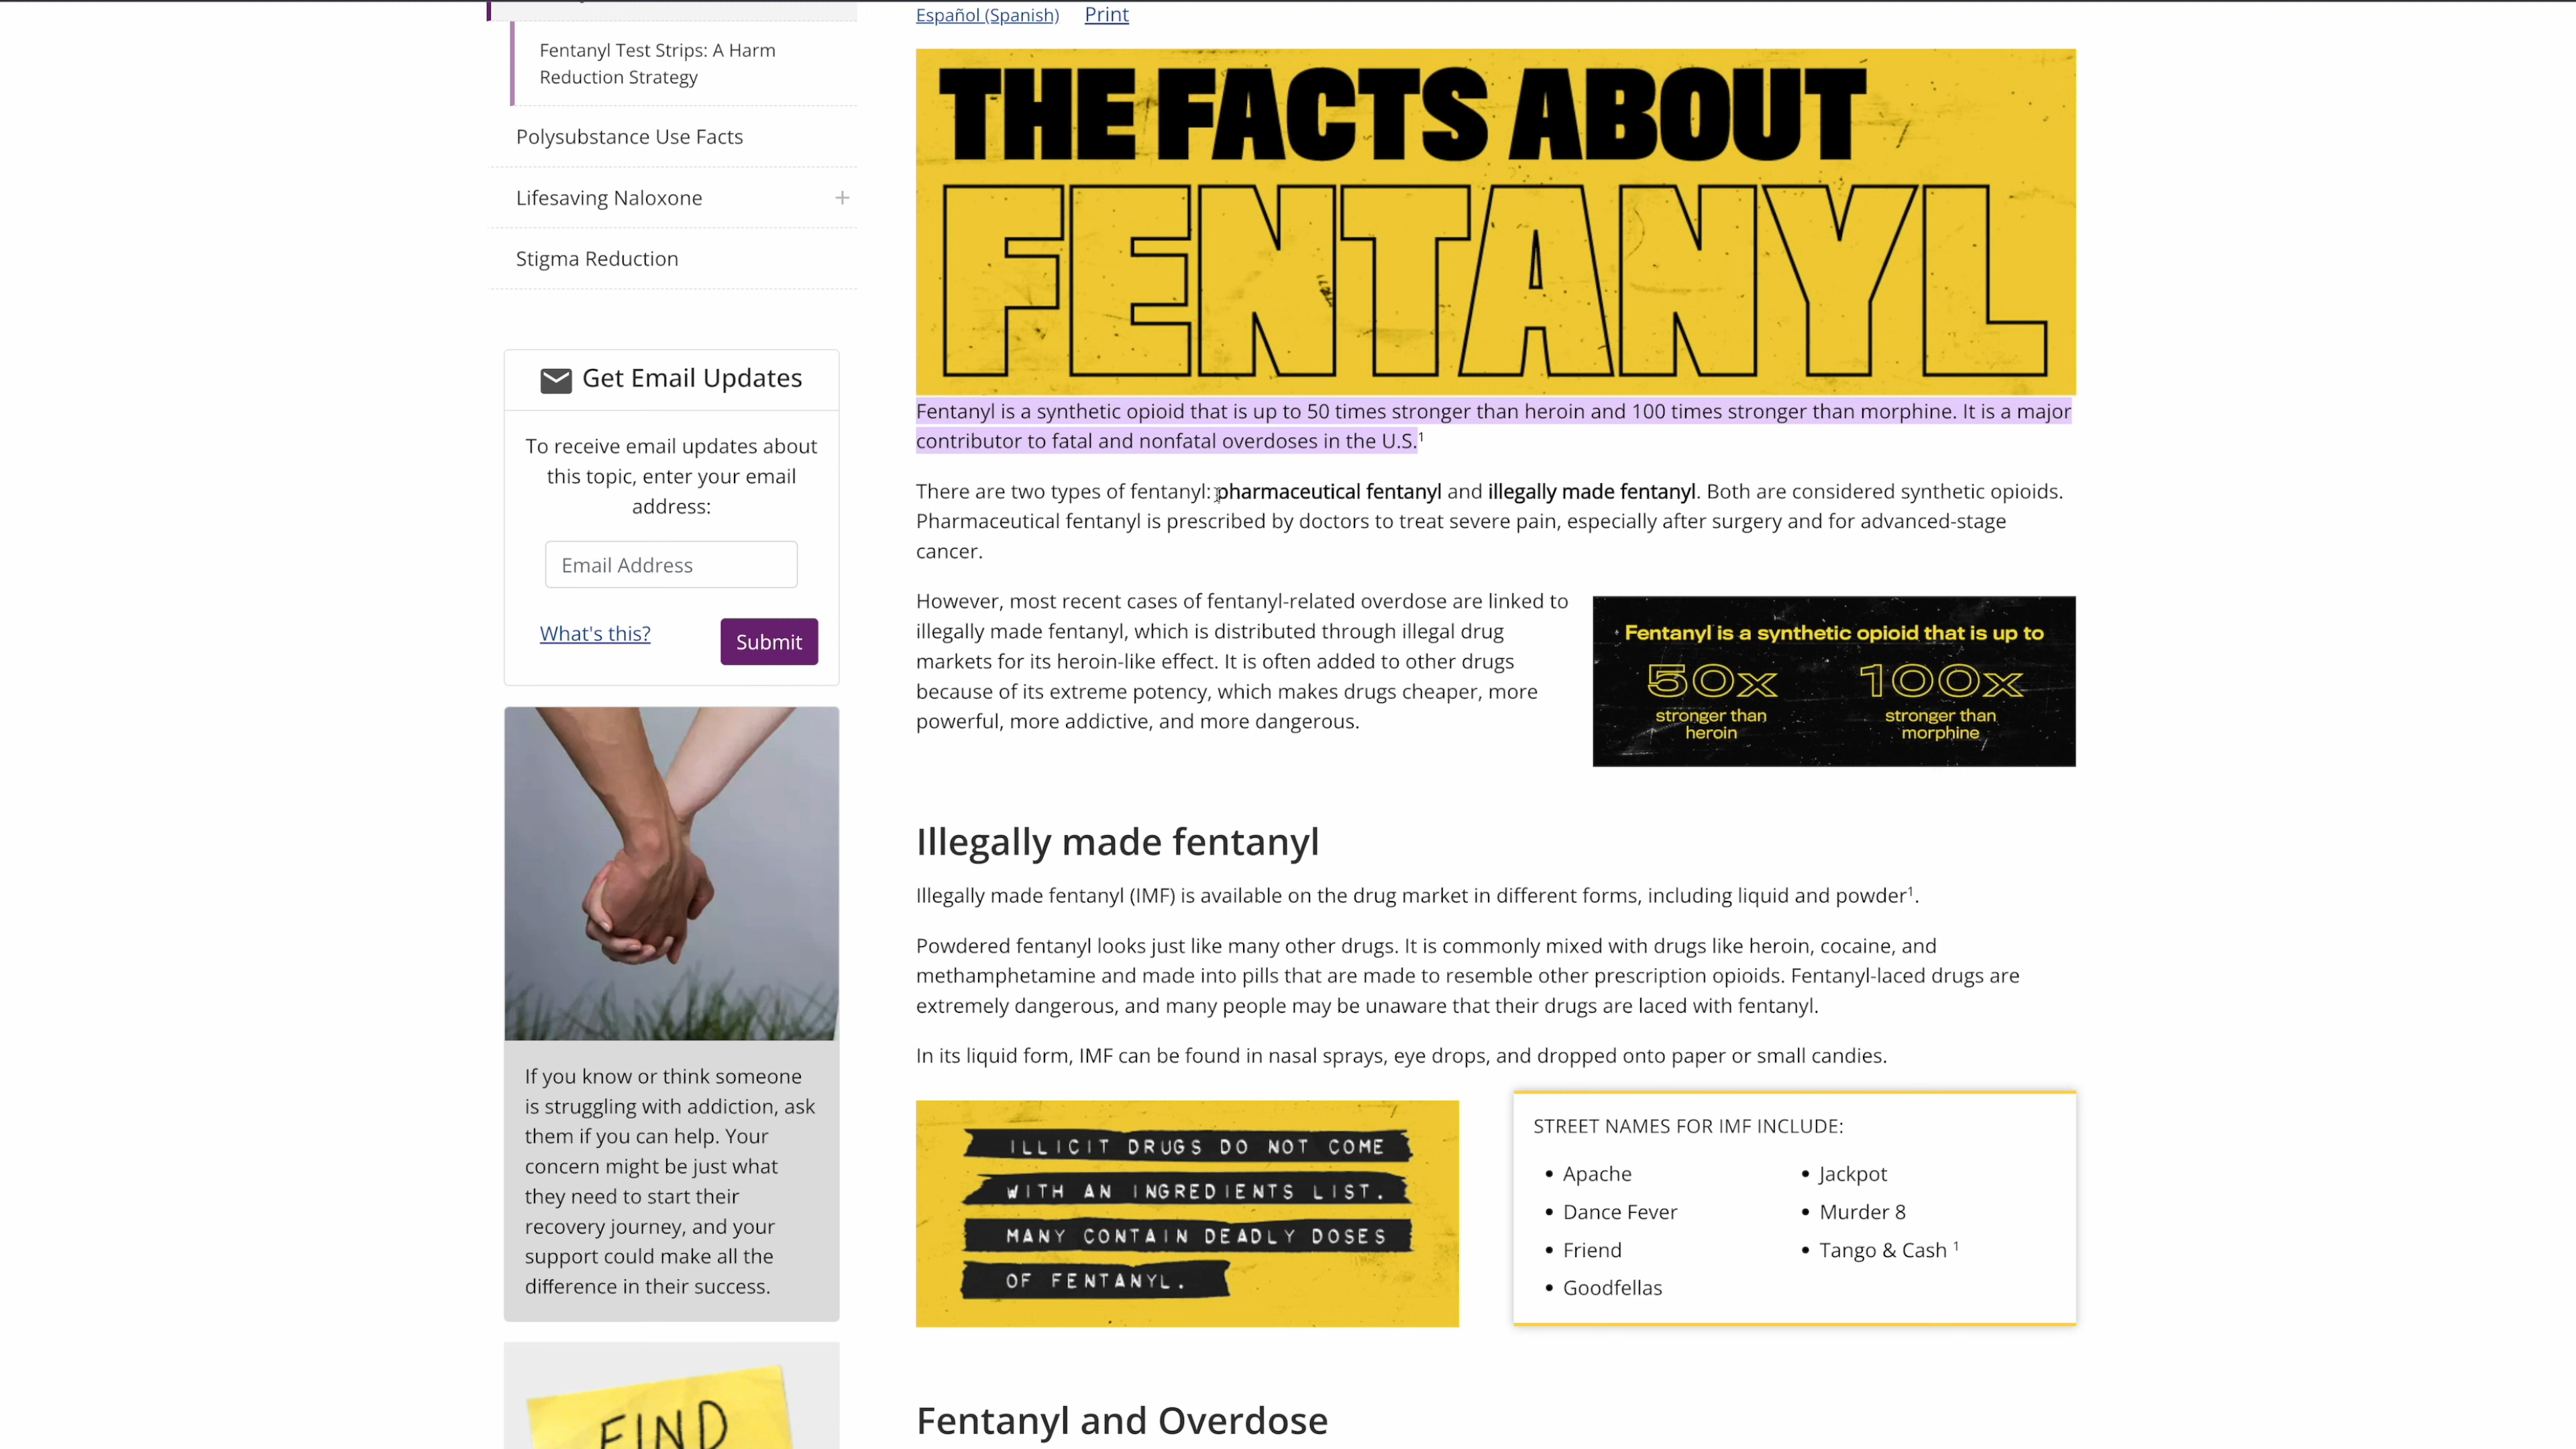 Español (Spanish) Print
Fentanyl Test Strips: A Harm
Reduction Strategy
Polysubstance Use Facts
Lifesaving Naloxone +
Stigma Reduction
Get Email Updates
To receive email updates about
this topic, enter your email
address:
Email Address
What's this? Submit
If you know or think someone
is struggling with addiction, ask
them if you can help. Your
concern might be just what
they need to start their
recovery journey, and your
support could make all the
difference in their success.
FIND
THE FACTS ABOUT
FENTANYL
Fentanyl is a synthetic opioid that is up to 50 times stronger than heroin and 100 times stronger than morphine. It is a major
contributor to fatal and nonfatal overdoses in the U.S.¹
There are two types of fentanyl: pharmaceutical fentanyl and illegally made fentanyl. Both are considered synthetic opioids.
Pharmaceutical fentanyl is prescribed by doctors to treat severe pain, especially after surgery and for advanced-stage
cancer.
However, most recent cases of fentanyl-related overdose are linked to
illegally made fentanyl, which is distributed through illegal drug
markets for its heroin-like effect. It is often added to other drugs
because of its extreme potency, which makes drugs cheaper, more
powerful, more addictive, and more dangerous.
Fentanyl is a synthetic opioid that is up to
50x 100x
stronger than stronger than
heroin morphine
Illegally made fentanyl
Illegally made fentanyl (IMF) is available on the drug market in different forms, including liquid and powder¹.
Powdered fentanyl looks just like many other drugs. It is commonly mixed with drugs like heroin, cocaine, and
methamphetamine and made into pills that are made to resemble other prescription opioids. Fentanyl-laced drugs are
extremely dangerous, and many people may be unaware that their drugs are laced with fentanyl.
In its liquid form, IMF can be found in nasal sprays, eye drops, and dropped onto paper or small candies.
ILLICIT DRUGS DO NOT COME
WITH AN INGREDIENTS LIST.
MANY CONTAIN DEADLY DOSES
OF FENTANYL.
STREET NAMES FOR IMF INCLUDE:
• Apache
• Dance Fever
• Friend
• Goodfellas
• Jackpot
• Murder 8
• Tango & Cash ¹
Fentanyl and Overdose